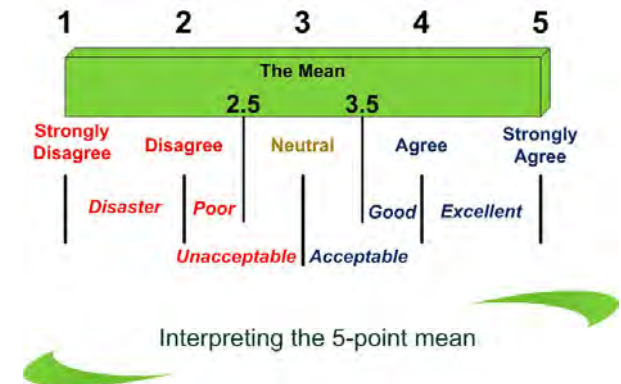 1 2 3 4 5
The Mean
2.5 3.5
Strongly Disagree Disagree Neutral Agree Strongly Agree
Disaster Poor Good Excellent
Unacceptable Acceptable
Interpreting the 5-point mean